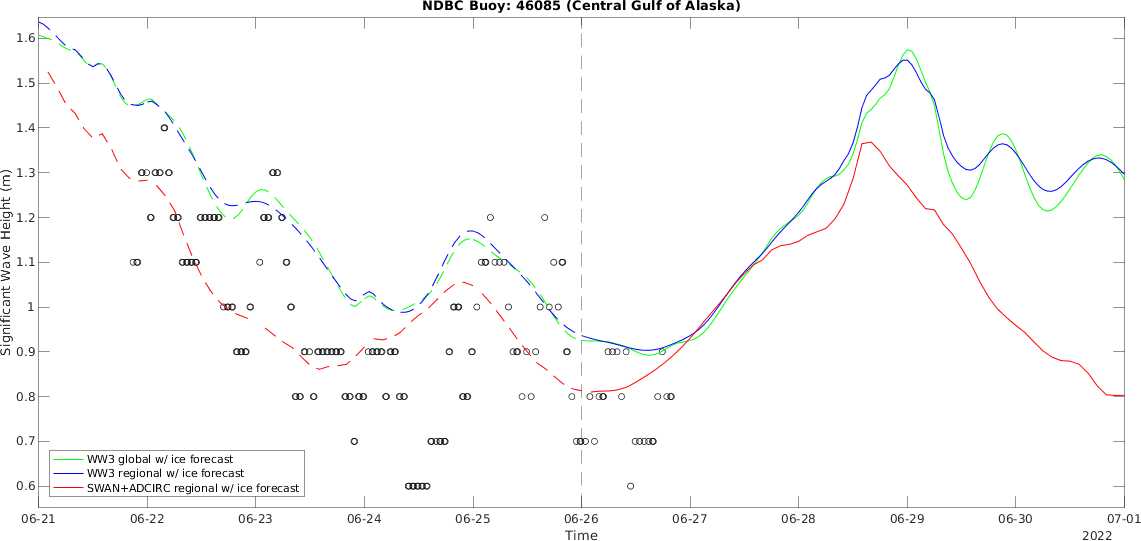 NDBC Buoy: 46085 (Central Gulf of Alaska)
Significant Wave Height (m)
1.6
1.5
1.4
1.3
1.2
1.1
1
0.9
0.8
0.7
0.6
WW3 global w/ ice forecast
WW3 regional w/ ice forecast
SWAN+ADCIRC regional w/ ice forecast
06-21 06-22 06-23 06-24 06-25 06-26 06-27 06-28 06-29 06-30 07-01
Time 2022